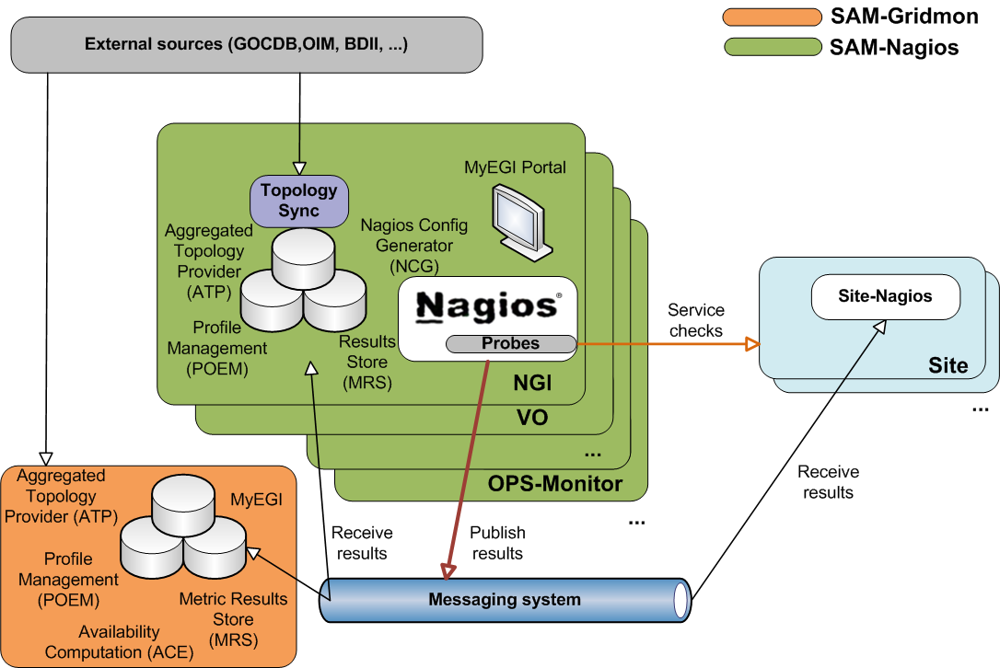 SAM-Gridmon
SAM-Nagios
External sources (GOCDB,OIM, BDII, ...)
MyEGI Portal
Topology
Sync
Aggregated
Topology
Provider
(ATP)
Nagios Config
Generator
(NCG)
Nagios®
Probes
Profile
Management
(POEM)
Results
Store
(MRS)
NGI
VO
...
OPS-Monitor
...
Service
checks
Site-Nagios
Site
...
Aggregated
Topology
Provider (ATP)
MyEGI
Profile
Management
(POEM)
Metric Results
Store
(MRS)
Availability
Computation (ACE)
Receive
results
Publish
results
Receive
results
Messaging system